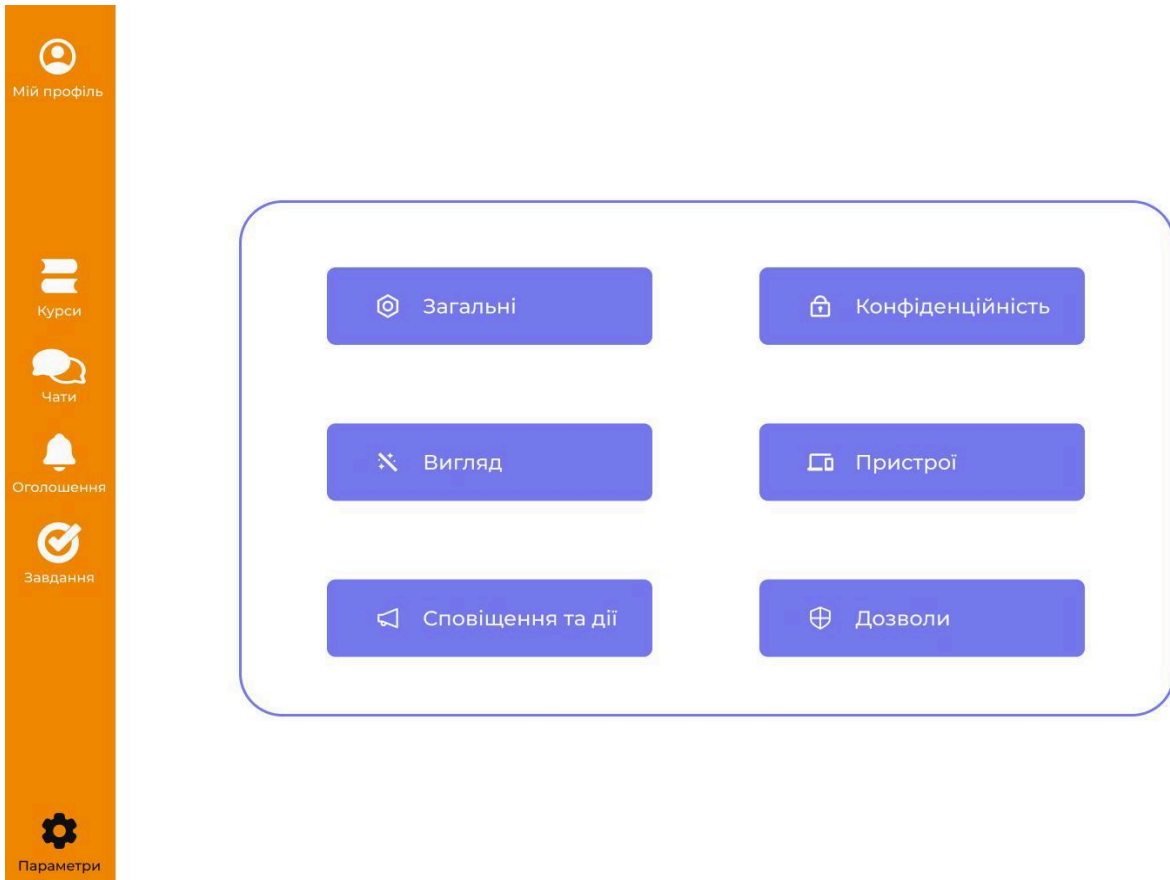 Мій профіль
Курси
Чати
Оголошення
Завдання
Параметри
Загальні
Конфіденційність
Вигляд
Пристрої
Сповіщення та дії
Дозволи